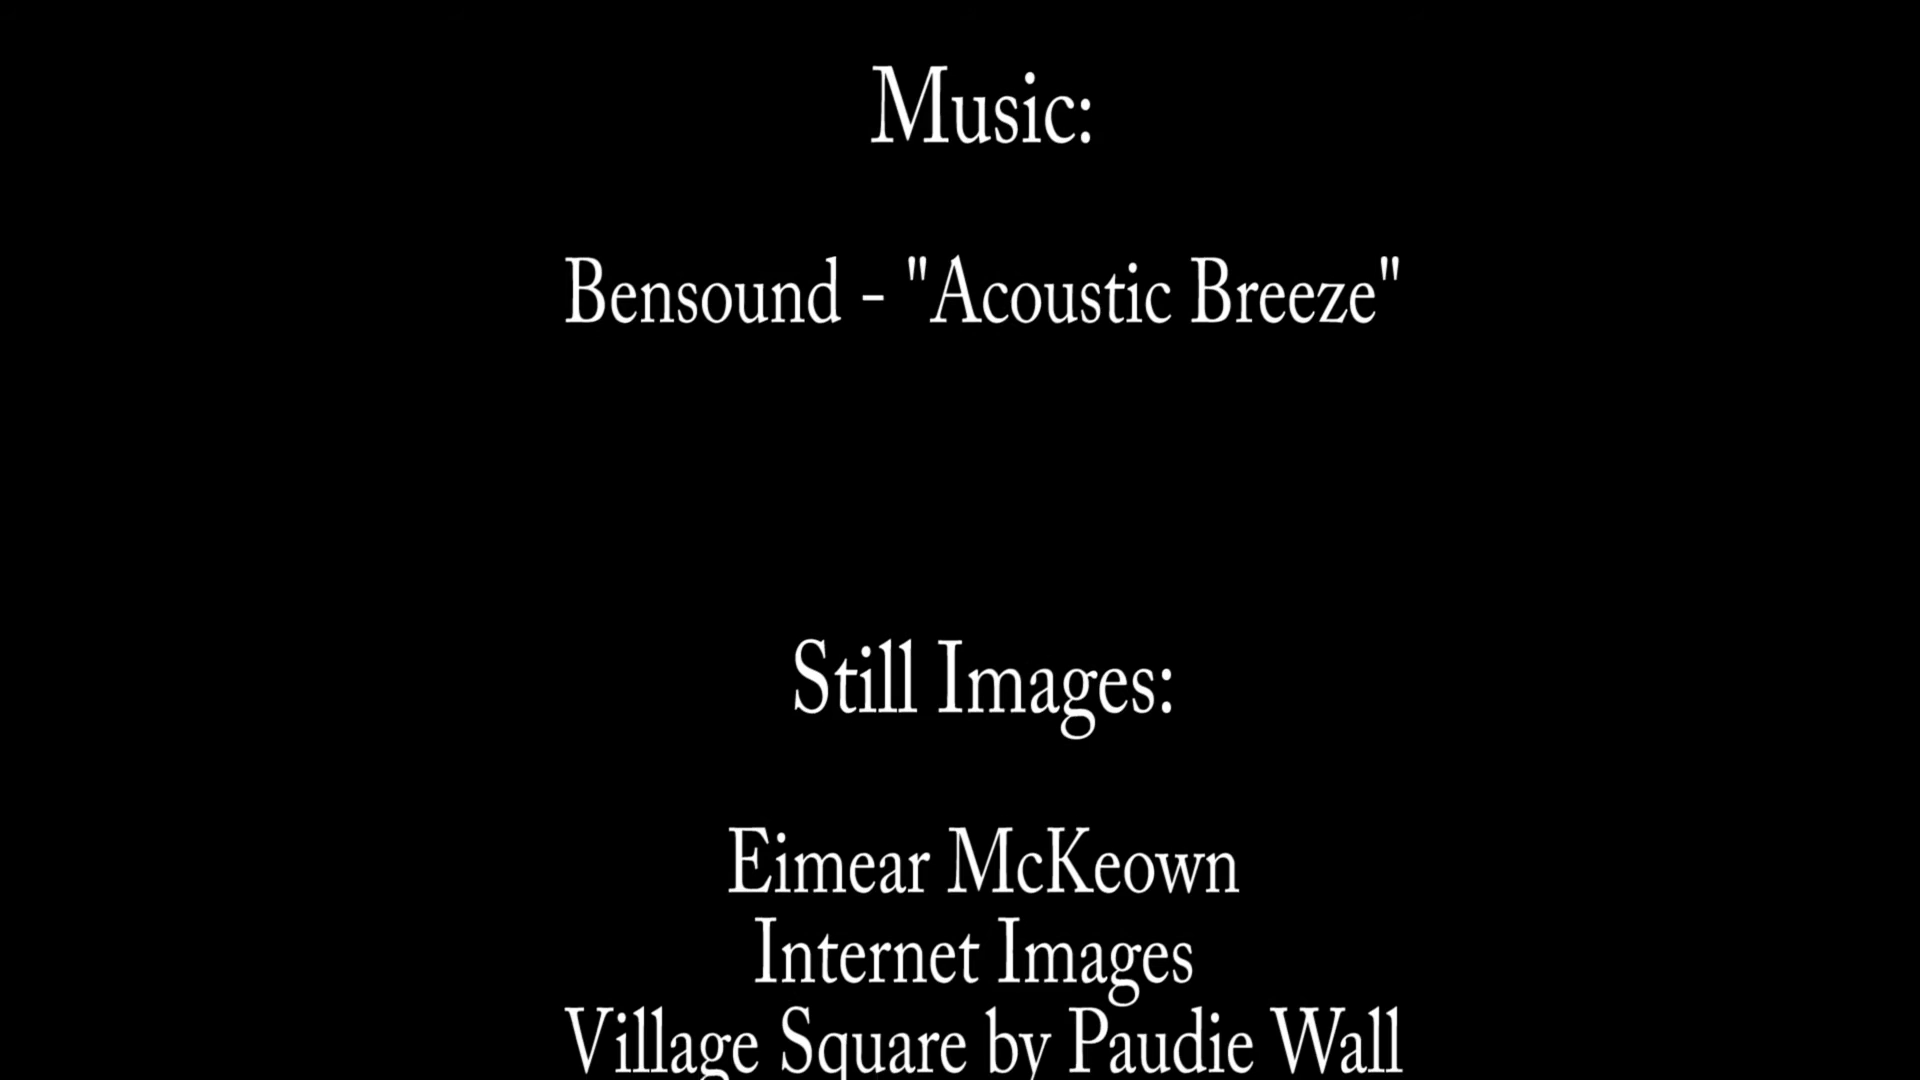 Music:
Bensound - "Acoustic Breeze"
Still Images:
Eimear McKeown
Internet Images
Village Square by Paudie Wall